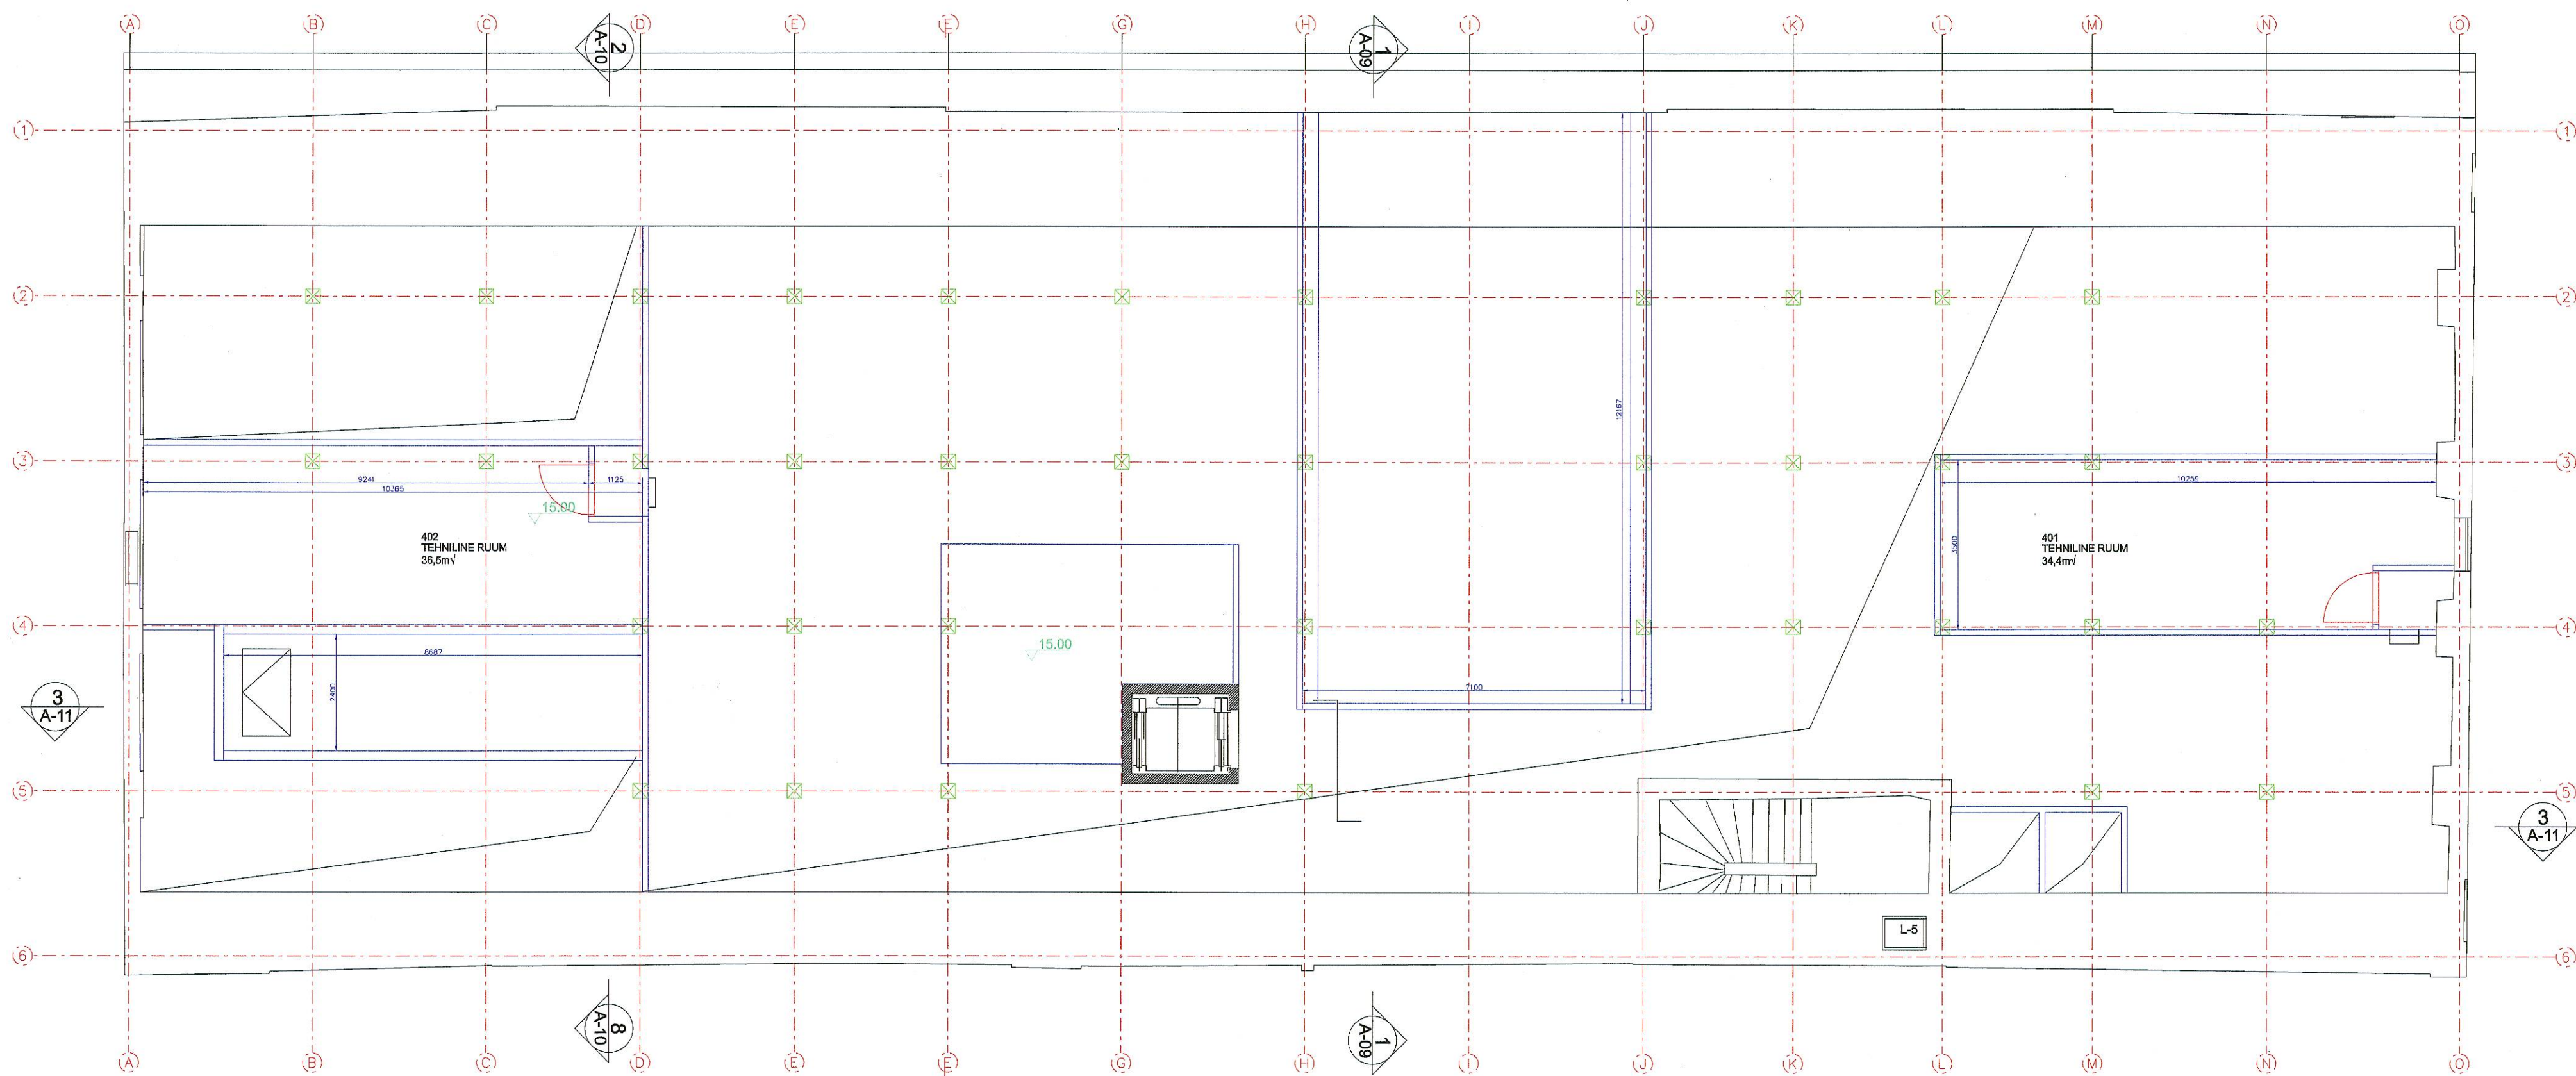 A B C D E E G H I J K L M N O
2
A-10
1
A-09
1 1
2 2
3 3
12167
9241 1125
10365
15.00
10259
402
TEHNILINE RUUM
36,5m√
3500
401
TEHNILINE RUUM
34,4m√
4 4
15.00
8687
2400
7100
3
A-11
5 5
3
A-11
L-5
6 6
8
A-10
1
A-09
A B C D E E G H I J K L M N O